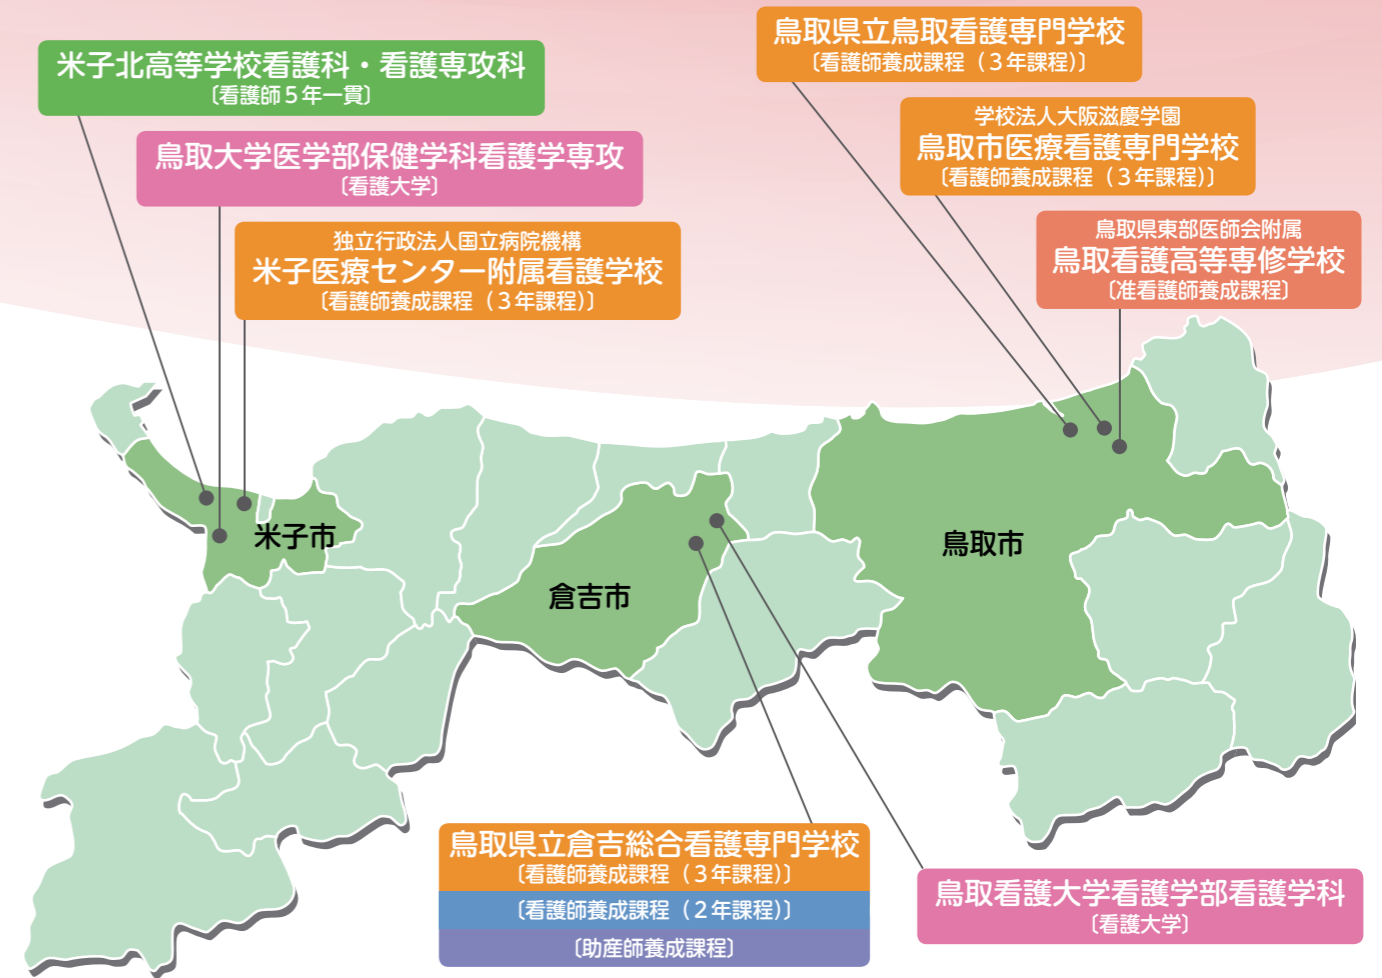 米子北高等学校看護科・看護専攻科
〔看護師５年一貫〕
鳥取大学医学部保健学科看護学専攻
〔看護大学〕
独立行政法人国立病院機構
米子医療センター附属看護学校
〔看護師養成課程（３年課程）〕
鳥取県立鳥取看護専門学校
〔看護師養成課程（３年課程）〕
学校法人大阪滋慶学園
鳥取市医療看護専門学校
〔看護師養成課程（３年課程）〕
鳥取県東部医師会附属
鳥取看護高等専修学校
〔准看護師養成課程〕
米子市
倉吉市
鳥取市
鳥取県立倉吉総合看護専門学校
〔看護師養成課程（３年課程）〕
〔看護師養成課程（２年課程）〕
〔助産師養成課程〕
鳥取看護大学看護学部看護学科
〔看護大学〕